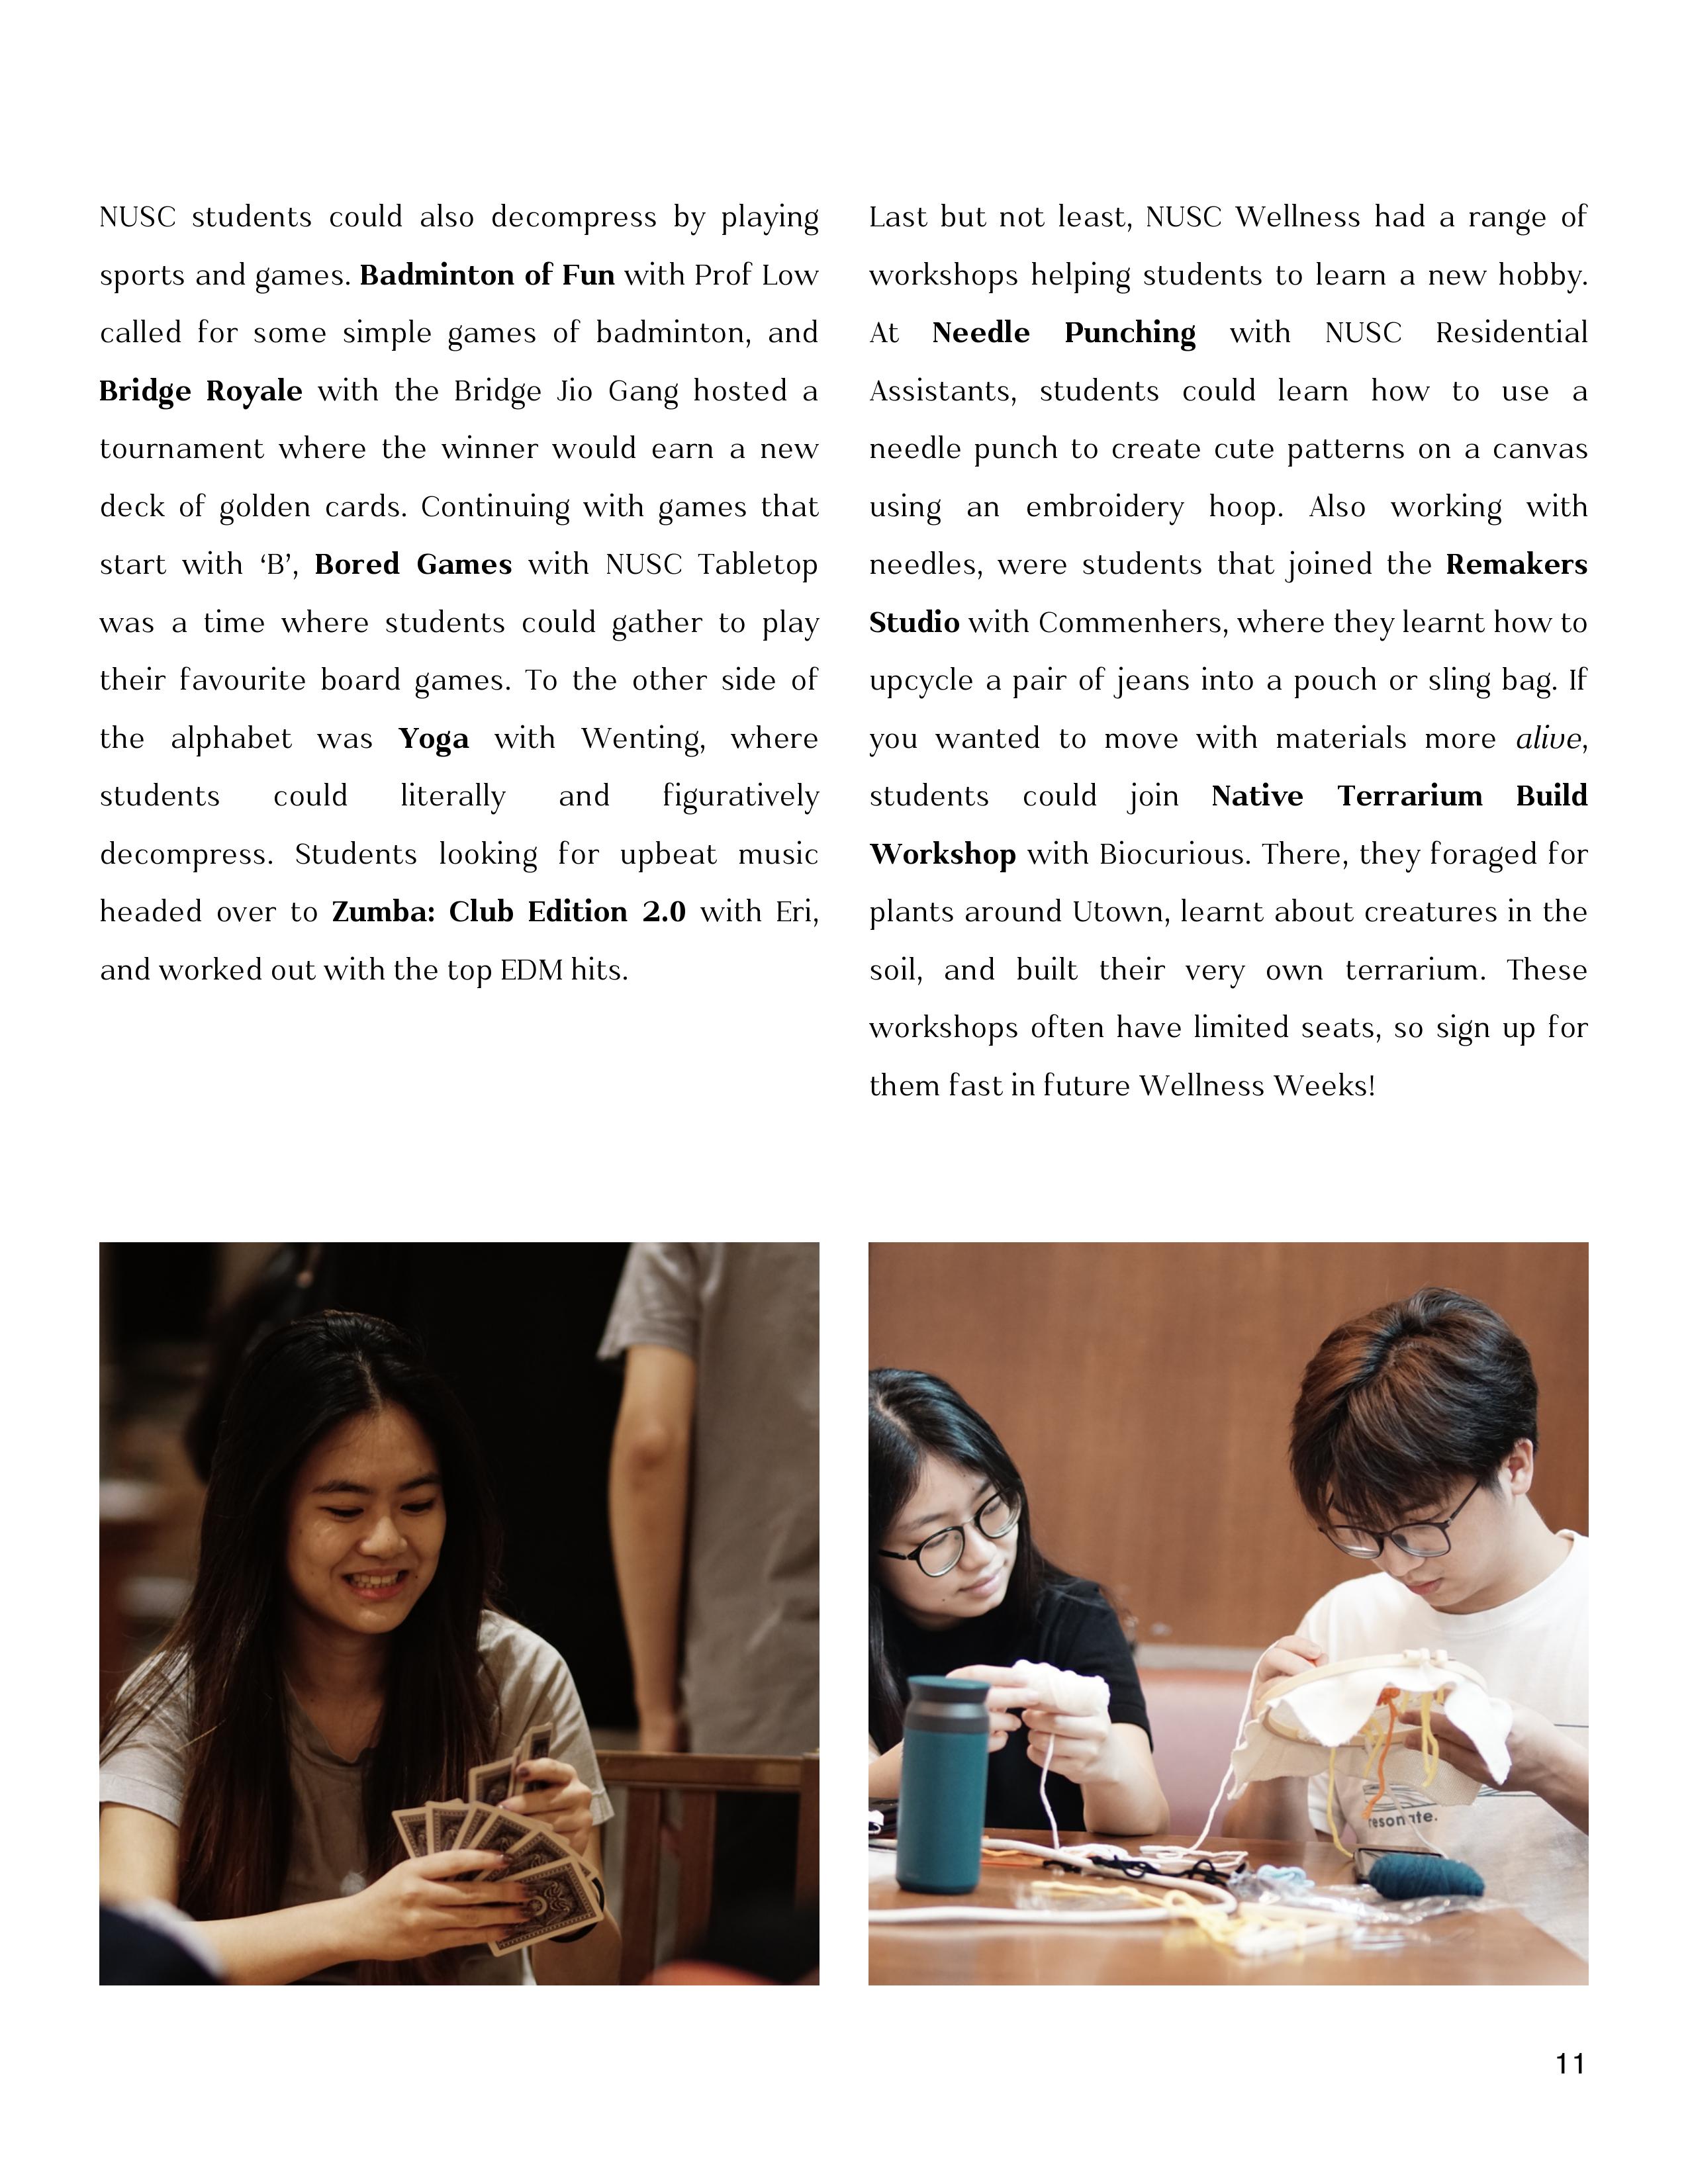 NUSC students could also decompress by playing
sports and games. Badminton of Fun with Prof Low
called for some simple games of badminton, and
Bridge Royale with the Bridge Jio Gang hosted a
tournament where the winner would earn a new
deck of golden cards. Continuing with games that
start with ‘B’, Bored Games with NUSC Tabletop
was a time where students could gather to play
their favourite board games. To the other side of
the alphabet was Yoga with Wenting, where
students could literally and figuratively
decompress. Students looking for upbeat music
headed over to Zumba: Club Edition 2.0 with Eri,
and worked out with the top EDM hits.
Last but not least, NUSC Wellness had a range of
workshops helping students to learn a new hobby.
At Needle Punching with NUSC Residential
Assistants, students could learn how to use a
needle punch to create cute patterns on a canvas
using an embroidery hoop. Also working with
needles, were students that joined the Remakers
Studio with Commenhers, where they learnt how to
upcycle a pair of jeans into a pouch or sling bag. If
you wanted to move with materials more alive,
students could join Native Terrarium Build
Workshop with Biocurious. There, they foraged for
plants around Utown, learnt about creatures in the
soil, and built their very own terrarium. These
workshops often have limited seats, so sign up for
them fast in future Wellness Weeks!
11